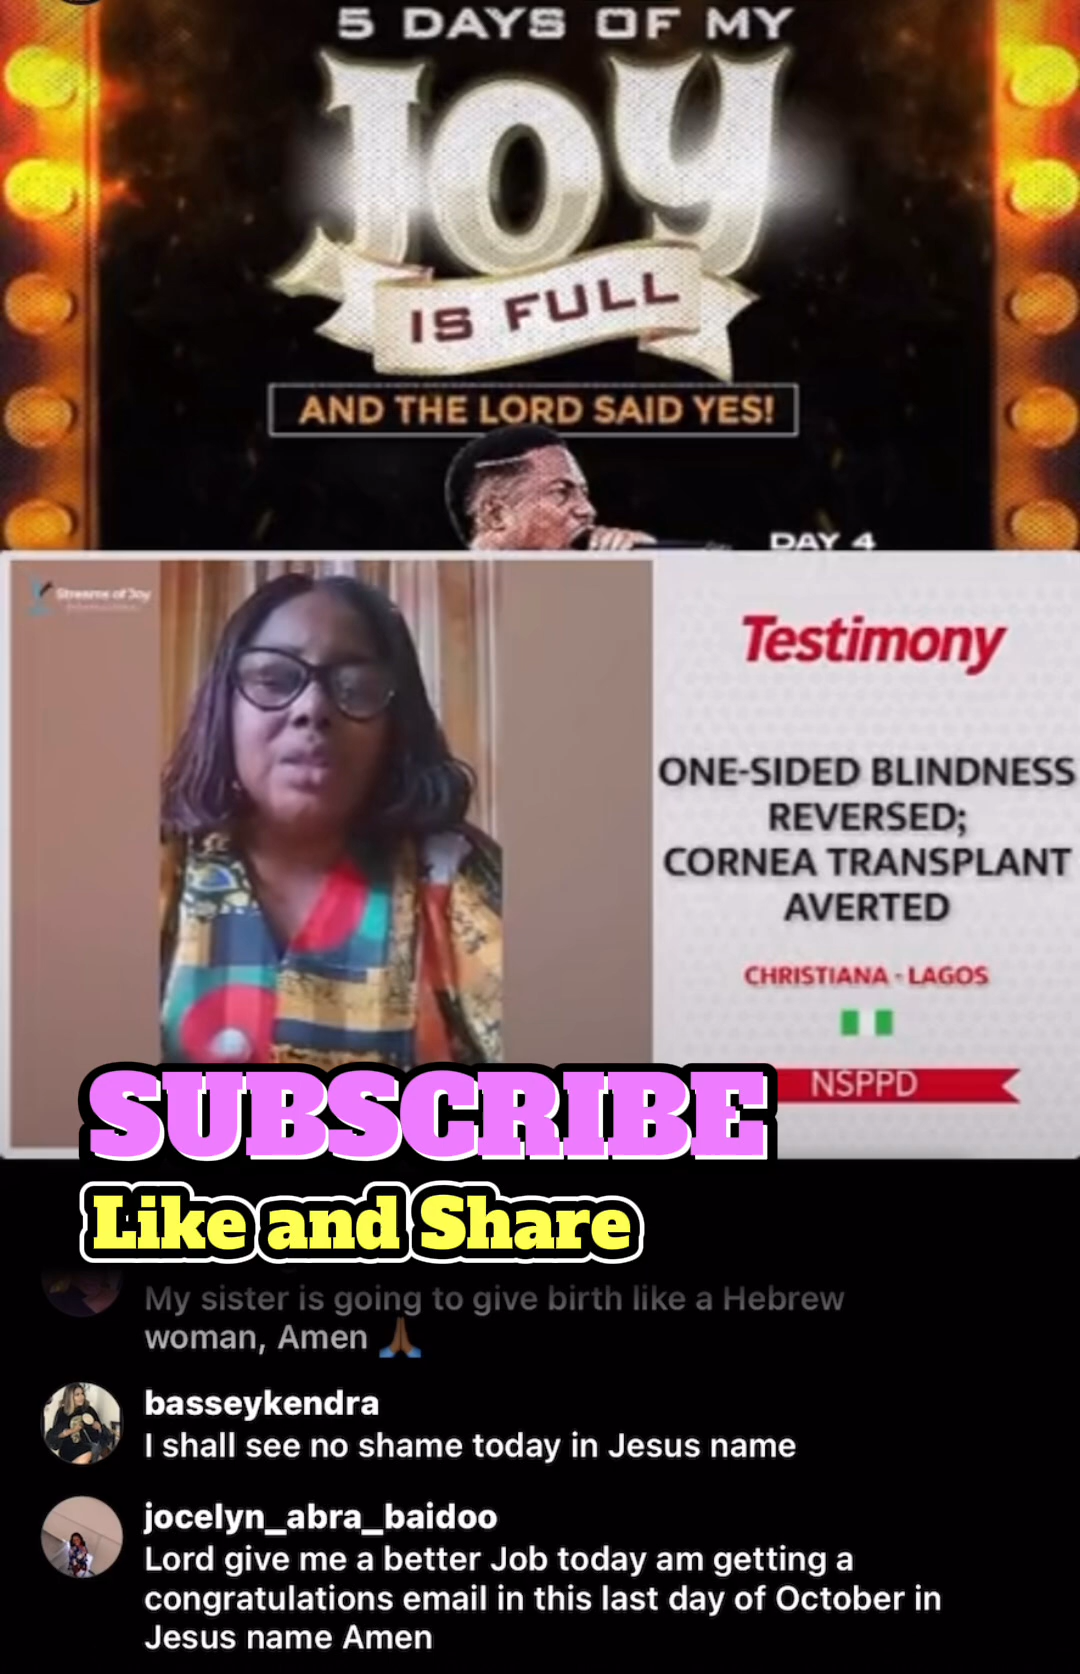 5 DAYS OF MY
JOY
IS FULL
AND THE LORD SAID YES!
DAY 4
Streams of Joy
Testimony
ONE-SIDED BLINDNESS
REVERSED;
CORNEA TRANSPLANT
AVERTED
CHRISTIANA - LAGOS
NSPPD
SUBSCRIBE
Like and Share
My sister is going to give birth like a Hebrew
woman, Amen 🙏🏾
basseykendra
I shall see no shame today in Jesus name
jocelyn_abra_baidoo
Lord give me a better Job today am getting a
congratulations email in this last day of October in
Jesus name Amen